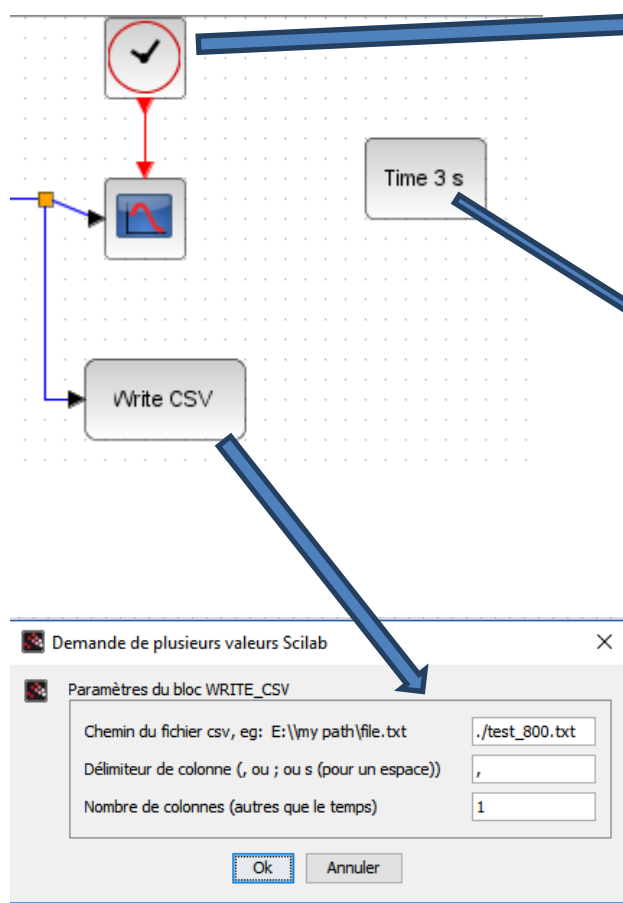 Time 3 s
Write CSV
Demande de plusieurs valeurs Scilab
Paramètres du bloc WRITE_CSV
Chemin du fichier csv, eg: E:\\my path\file.txt ./test_800.txt
Délimiteur de colonne (, ou ; ou s (pour un espace)) ,
Nombre de colonnes (autres que le temps) 1
Ok Annuler